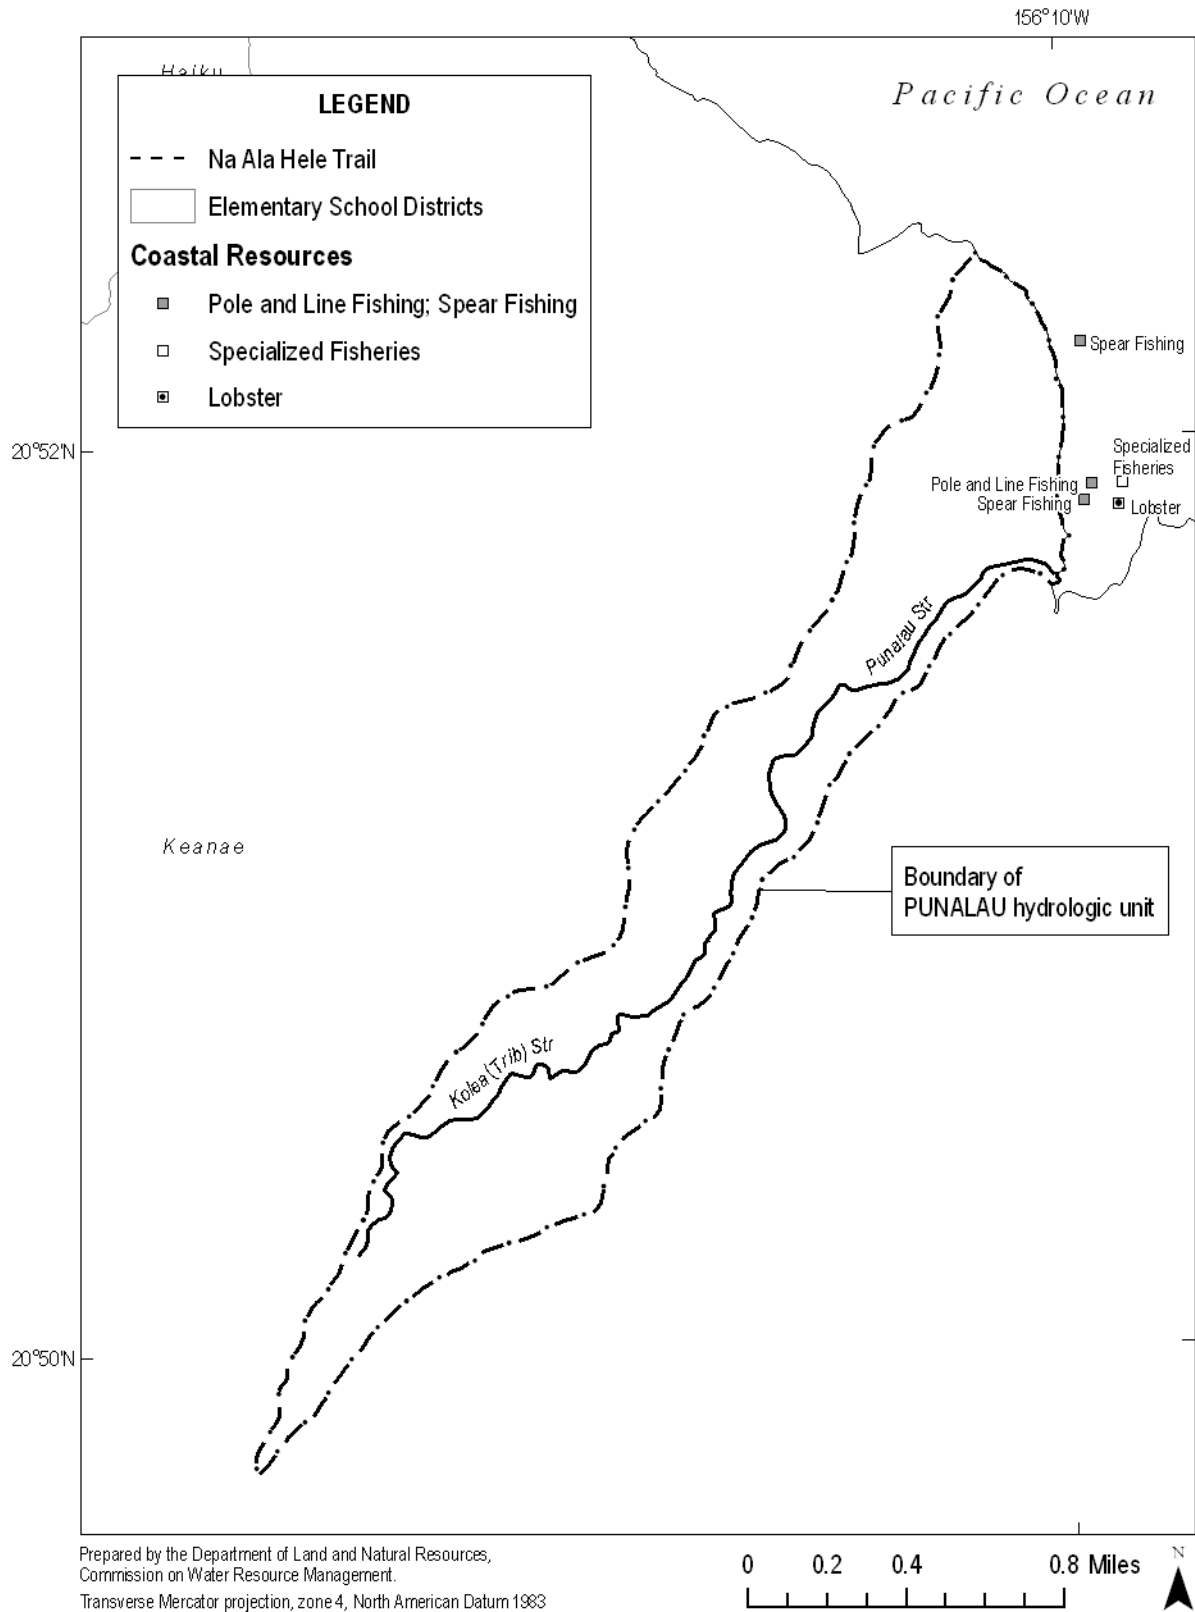 156°10'W
Haiku
Pacific Ocean
LEGEND
Na Ala Hele Trail
Elementary School Districts
Coastal Resources
Pole and Line Fishing; Spear Fishing
Specialized Fisheries
Lobster
Spear Fishing
20°52'N
Specialized
Fisheries
Pole and Line Fishing
Spear Fishing
Lobster
Punalau Str
Keanae
Boundary of
PUNALAU hydrologic unit
Kolea (Trib) Str
20°50'N
Prepared by the Department of Land and Natural Resources,
Commission on Water Resource Management.
Transverse Mercator projection, zone 4, North American Datum 1983
0 0.2 0.4 0.8 Miles
N